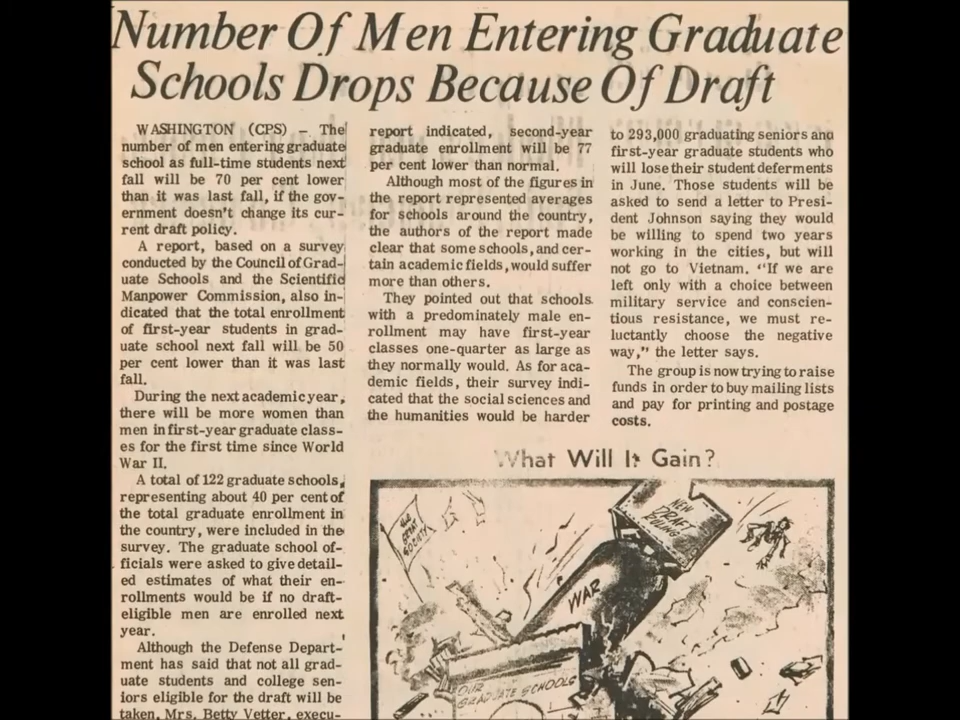 Number Of Men Entering Graduate
Schools Drops Because Of Draft
WASHINGTON (CPS) — The
number of men entering graduate
school as full-time students next
fall will be 70 per cent lower
than it was last fall, if the gov-
ernment doesn't change its cur-
rent draft policy.
A report, based on a survey
conducted by the Council of Grad-
uate Schools and the Scientific
Manpower Commission, also in-
dicated that the total enrollment
of first-year students in grad-
uate school next fall will be 50
per cent lower than it was last
fall.
During the next academic year,
there will be more women than
men in first-year graduate class-
es for the first time since World
War II.
A total of 122 graduate schools,
representing about 40 per cent of
the total graduate enrollment in
the country, were included in the
survey. The graduate school of-
ficials were asked to give detail-
ed estimates of what their en-
rollments would be if no draft-
eligible men are enrolled next
year.
Although the Defense Depart-
ment has said that not all grad-
uate students and college sen-
iors eligible for the draft will be
taken, Mrs. Betty Vetter, execu-
report indicated, second-year
graduate enrollment will be 77
per cent lower than normal.
Although most of the figures in
the report represented averages
for schools around the country,
the authors of the report made
clear that some schools, and cer-
tain academic fields, would suffer
more than others.
They pointed out that schools
with a predominately male en-
rollment may have first-year
classes one-quarter as large as
they normally would. As for aca-
demic fields, their survey indi-
cated that the social sciences and
the humanities would be harder
to 293,000 graduating seniors and
first-year graduate students who
will lose their student deferments
in June. Those students will be
asked to send a letter to Presi-
dent Johnson saying they would
be willing to spend two years
working in the cities, but will
not go to Vietnam. "If we are
left only with a choice between
military service and conscien-
tious resistance, we must re-
luctantly choose the negative
way," the letter says.
The group is now trying to raise
funds in order to buy mailing lists
and pay for printing and postage
costs.
What Will It Gain?
THE
GREAT
SOCIETY
NEW
DRAFT
RULING
WAR
OUR
GRADUATE SCHOOLS